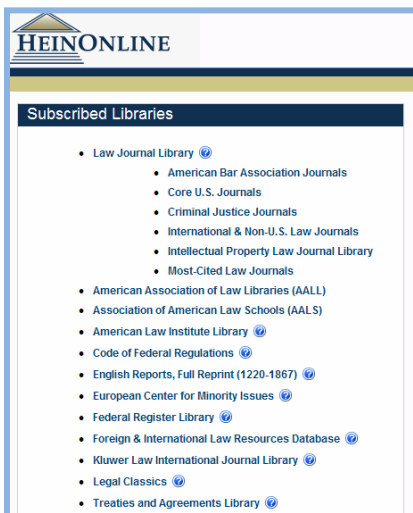 HEINONLINE
Subscribed Libraries
• Law Journal Library ?
• American Bar Association Journals
• Core U.S. Journals
• Criminal Justice Journals
• International & Non-U.S. Law Journals
• Intellectual Property Law Journal Library
• Most-Cited Law Journals
• American Association of Law Libraries (AALL)
• Association of American Law Schools (AALS)
• American Law Institute Library ?
• Code of Federal Regulations ?
• English Reports, Full Reprint (1220-1867) ?
• European Center for Minority Issues ?
• Federal Register Library ?
• Foreign & International Law Resources Database ?
• Kluwer Law International Journal Library ?
• Legal Classics ?
• Treaties and Agreements Library ?